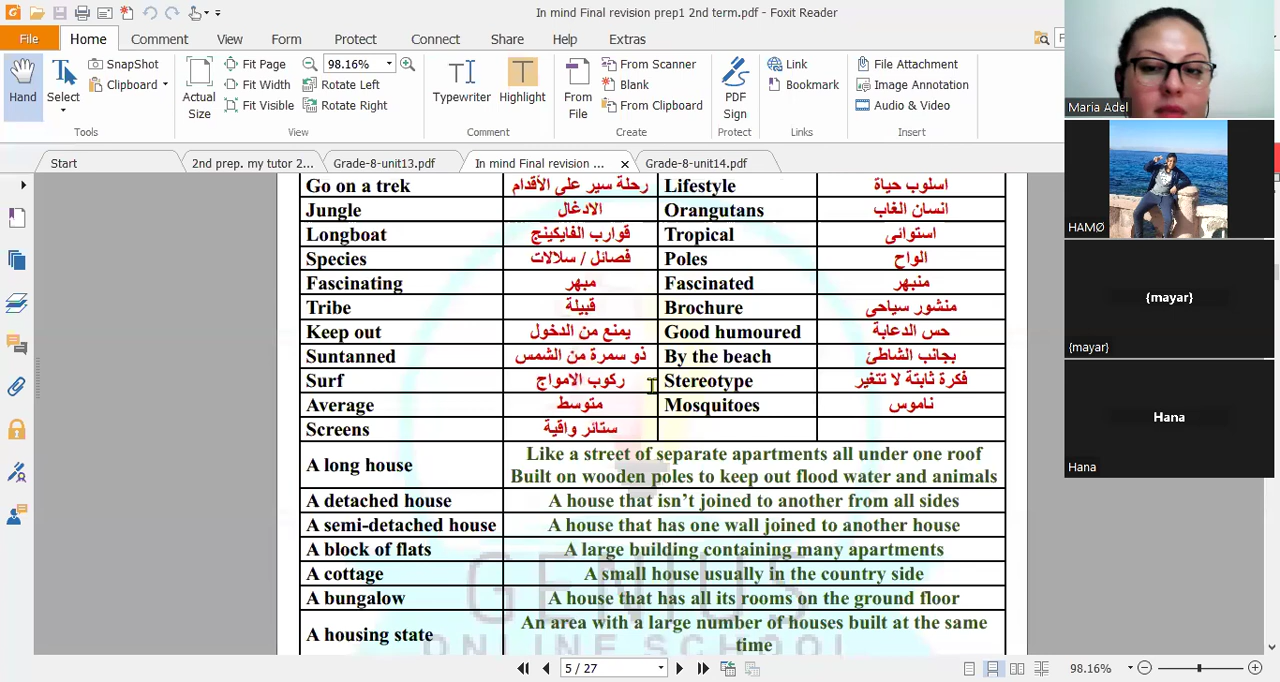 In mind Final revision prep1 2nd term.pdf - Foxit Reader
File Home Comment View Form Protect Connect Share Help Extras
Hand
Select
SnapShot
Clipboard
Tools
Actual Size
Fit Page
Fit Width
Fit Visible
98.16%
Rotate Left
Rotate Right
View
Typewriter
Highlight
Comment
From File
From Scanner
Blank
From Clipboard
Create
PDF Sign
Protect
Link
Bookmark
Links
File Attachment
Image Annotation
Audio & Video
Insert
Start 2nd prep. my tutor 2... Grade-8-unit13.pdf In mind Final revision ... Grade-8-unit14.pdf
Go on a trek رحلة سير على الأقدام Lifestyle اسلوب حياة
Jungle الادغال Orangutans انسان الغاب
Longboat قوارب الفايكينج Tropical استوائى
Species فصائل / سلالات Poles الواح
Fascinating مبهر Fascinated منبهر
Tribe قبيلة Brochure منشور سياحى
Keep out يمنع من الدخول Good humoured حس الدعابة
Suntanned ذو سمرة من الشمس By the beach بجانب الشاطئ
Surf ركوب الامواج Stereotype فكرة ثابتة لا تتغير
Average متوسط Mosquitoes ناموس
Screens ستائر واقية
A long house Like a street of separate apartments all under one roof
Built on wooden poles to keep out flood water and animals
A detached house A house that isn't joined to another from all sides
A semi-detached house A house that has one wall joined to another house
A block of flats A large building containing many apartments
A cottage A small house usually in the country side
A bungalow A house that has all its rooms on the ground floor
A housing state An area with a large number of houses built at the same
time
GENIUS
ONLINE SCHOOL
5 / 27
98.16%
Maria Adel
HAMØ
{mayar}
{mayar}
Hana
Hana